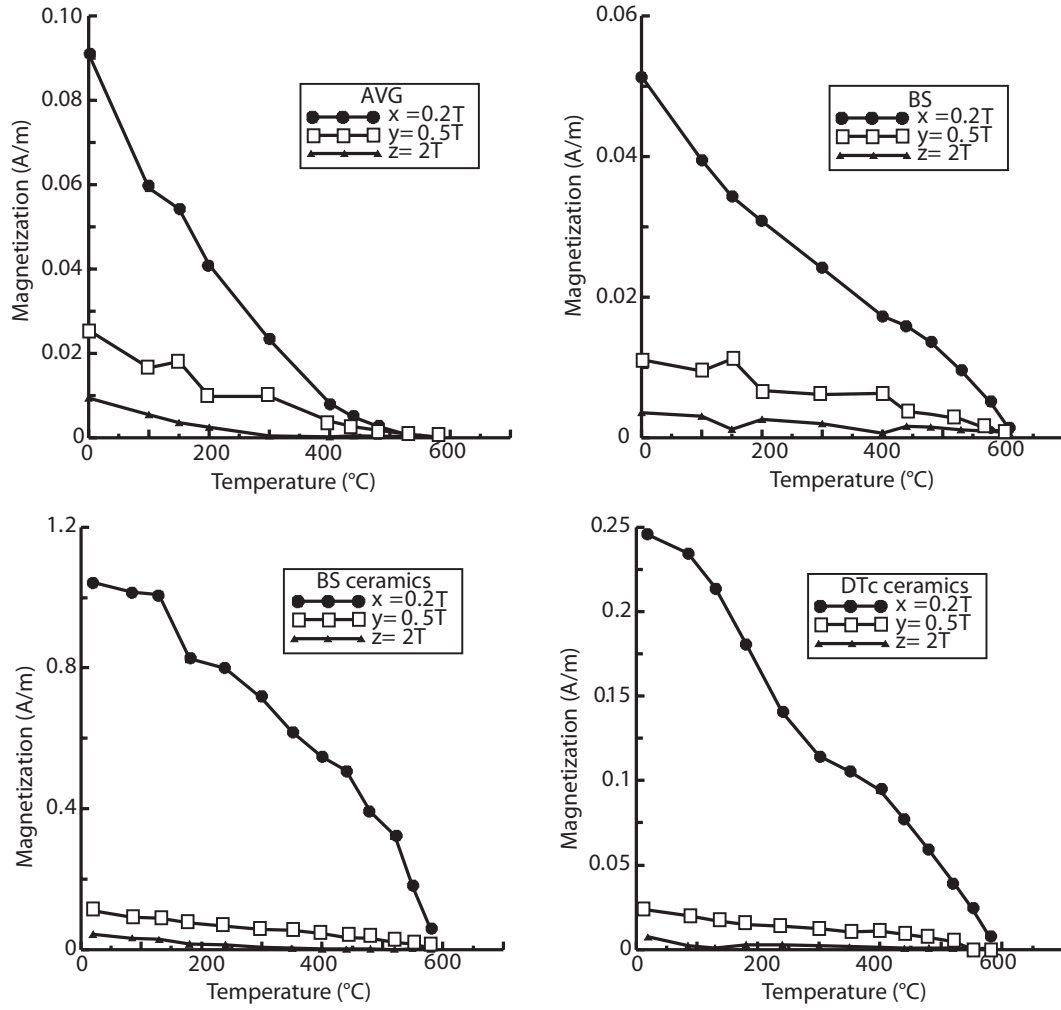 0.10
0.08
0.06
0.04
0.02
0
Magnetization (A/m)
AVG
x =0.2T
y=0.5T
z= 2T
0 200 400 600
Temperature (°C)
0.06
0.04
0.02
0
Magnetization (A/m)
BS
x =0.2T
y=0.5T
z= 2T
0 200 400 600
Temperature (°C)
1.2
0.8
0.4
0
Magnetization (A/m)
BS ceramics
x =0.2T
y=0.5T
z= 2T
0 200 400 600
Temperature (°C)
0.25
0.25
0.15
0.1
0.05
0
Magnetization (A/m)
DTc ceramics
x =0.2T
y=0.5T
z= 2T
0 200 400 600
Temperature (°C)